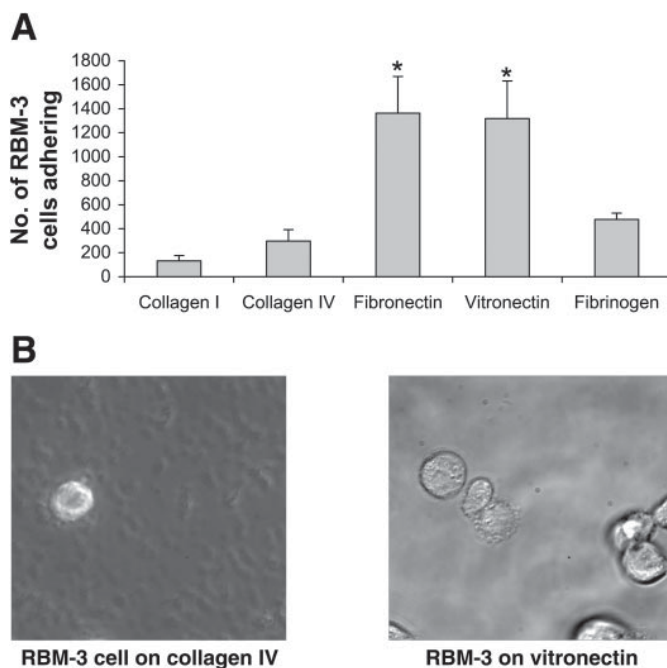 A
No. of RBM-3
cells adhering
1800
1600
1400
1200
1000
800
600
400
200
0
*
*
Collagen I
Collagen IV
Fibronectin
Vitronectin
Fibrinogen
B
RBM-3 cell on collagen IV
RBM-3 on vitronectin